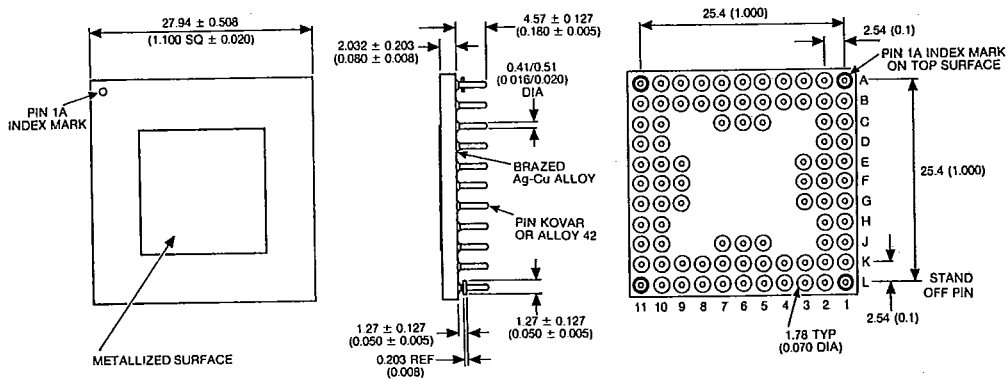 27.94 ± 0.508
(1.100 SQ ± 0.020)
PIN 1A
INDEX MARK
METALLIZED SURFACE
4.57 ± 0.127
(0.180 ± 0.005)
2.032 ± 0.203
(0.080 ± 0.008)
0.41/0.51
(0 016/0.020)
DIA
BRAZED
Ag-Cu ALLOY
PIN KOVAR
OR ALLOY 42
1.27 ± 0.127
(0.050 ± 0.005)
1.27 ± 0.127
(0.050 ± 0.005)
0.203 REF
(0.008)
25.4 (1.000)
2.54 (0.1)
PIN 1A INDEX MARK
ON TOP SURFACE
A
B
C
D
E
F
G
H
J
K
L
25.4 (1.000)
STAND
OFF PIN
11 10 9 8 7 6 5 4 3 2 1
2.54 (0.1)
1.78 TYP
(0.070 DIA)